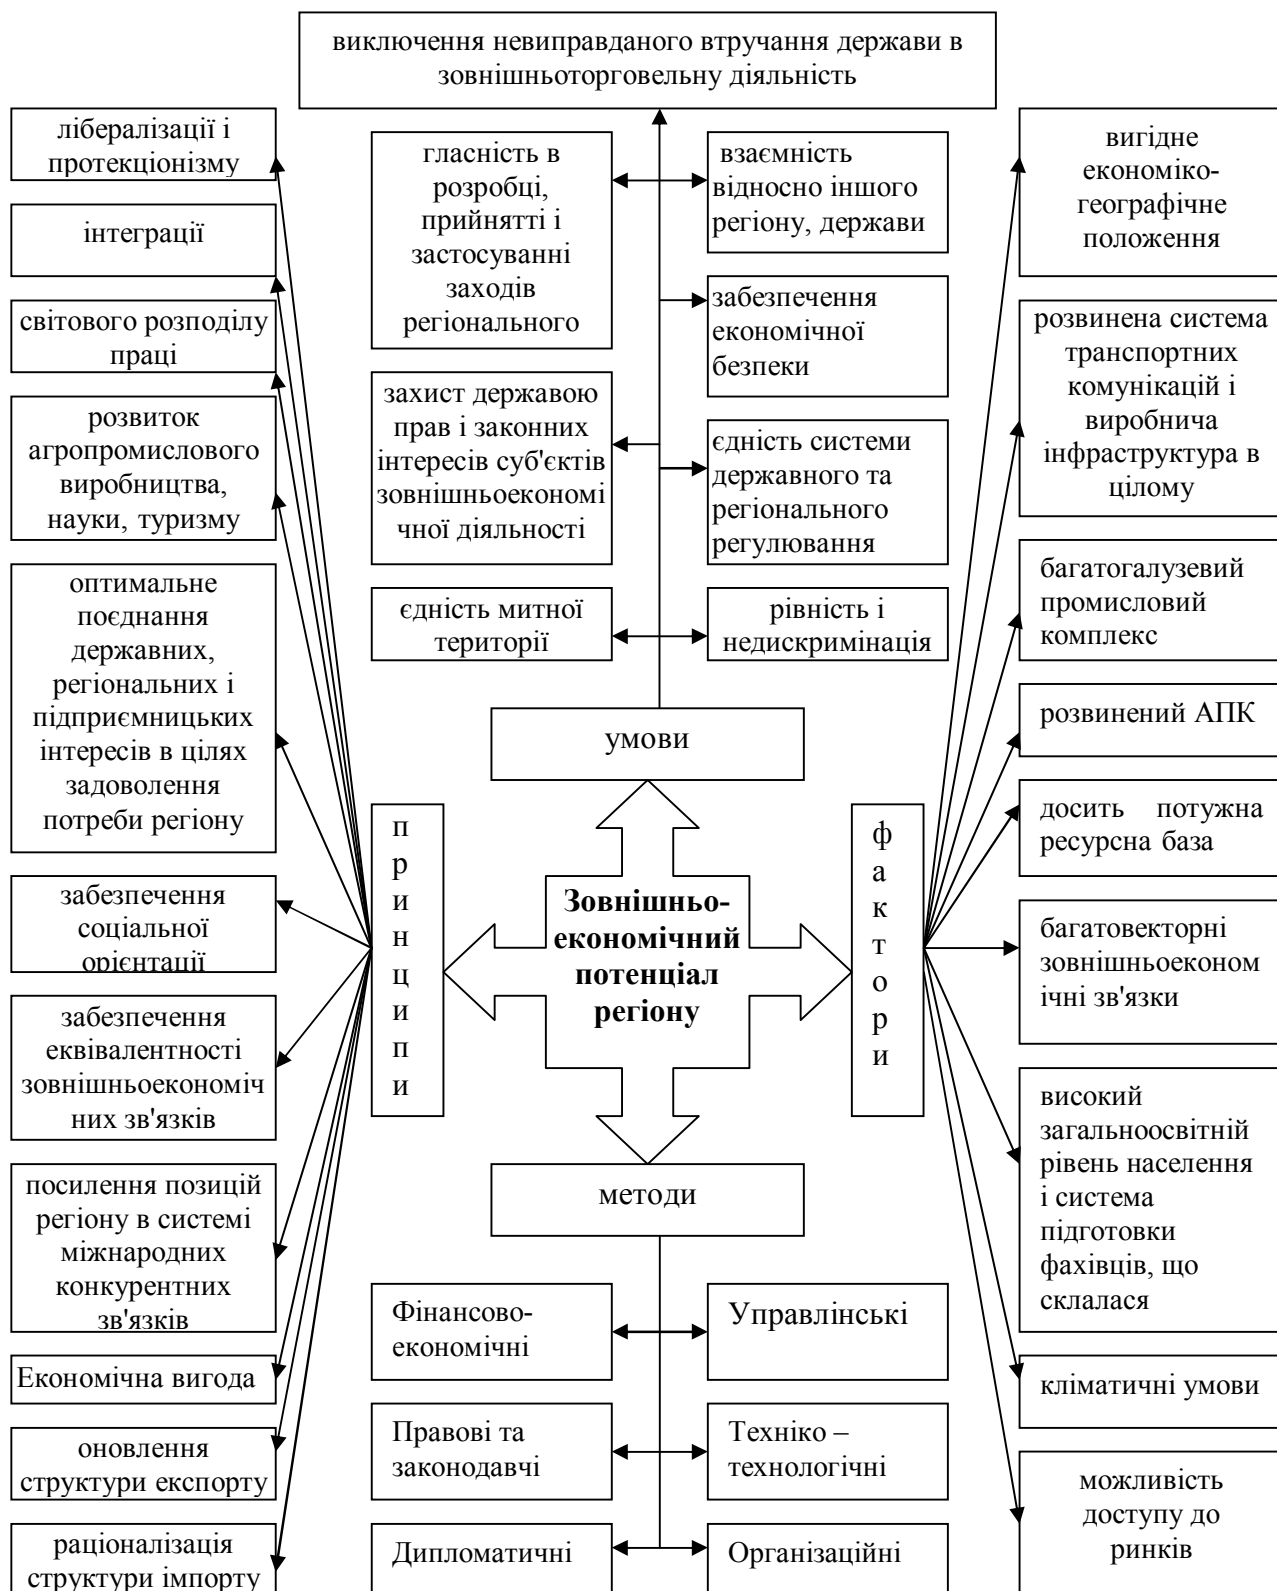 виключення невиправданого втручання держави в
зовнішньоторговельну діяльність
лібералізації і
протекціонізму
інтеграції
світового розподілу
праці
розвиток
агропромислового
виробництва,
науки, туризму
оптимальне
поєднання
державних,
регіональних і
підприємницьких
інтересів в цілях
задоволення
потреби регіону
забезпечення
соціальної
орієнтації
забезпечення
еквівалентності
зовнішньоекономіч
них зв'язків
посилення позицій
регіону в системі
міжнародних
конкурентних
зв'язків
Економічна вигода
оновлення
структури експорту
раціоналізація
структури імпорту
гласність в
розробці,
прийнятті і
застосуванні
заходів
регіонального
захист державою
прав і законних
інтересів суб'єктів
зовнішньоекономі
чної діяльності
єдність митної
території
взаємність
відносно іншого
регіону, держави
забезпечення
економічної
безпеки
єдність системи
державного та
регіонального
регулювання
рівність і
недискримінація
умови
принципи
Зовнішньо-
економічний
потенціал
регіону
фактори
методи
Фінансово-
економічні
Управлінські
Правові та
законодавчі
Техніко –
технологічні
Дипломатичні
Організаційні
вигідне
економіко-
географічне
положення
розвинена система
транспортних
комунікацій і
виробнича
інфраструктура в
цілому
багатогалузевий
промисловий
комплекс
розвинений АПК
досить потужна
ресурсна база
багатовекторні
зовнішньоеконом
ічні зв'язки
високий
загальноосвітній
рівень населення
і система
підготовки
фахівців, що
склалася
кліматичні умови
можливість
доступу до
ринків